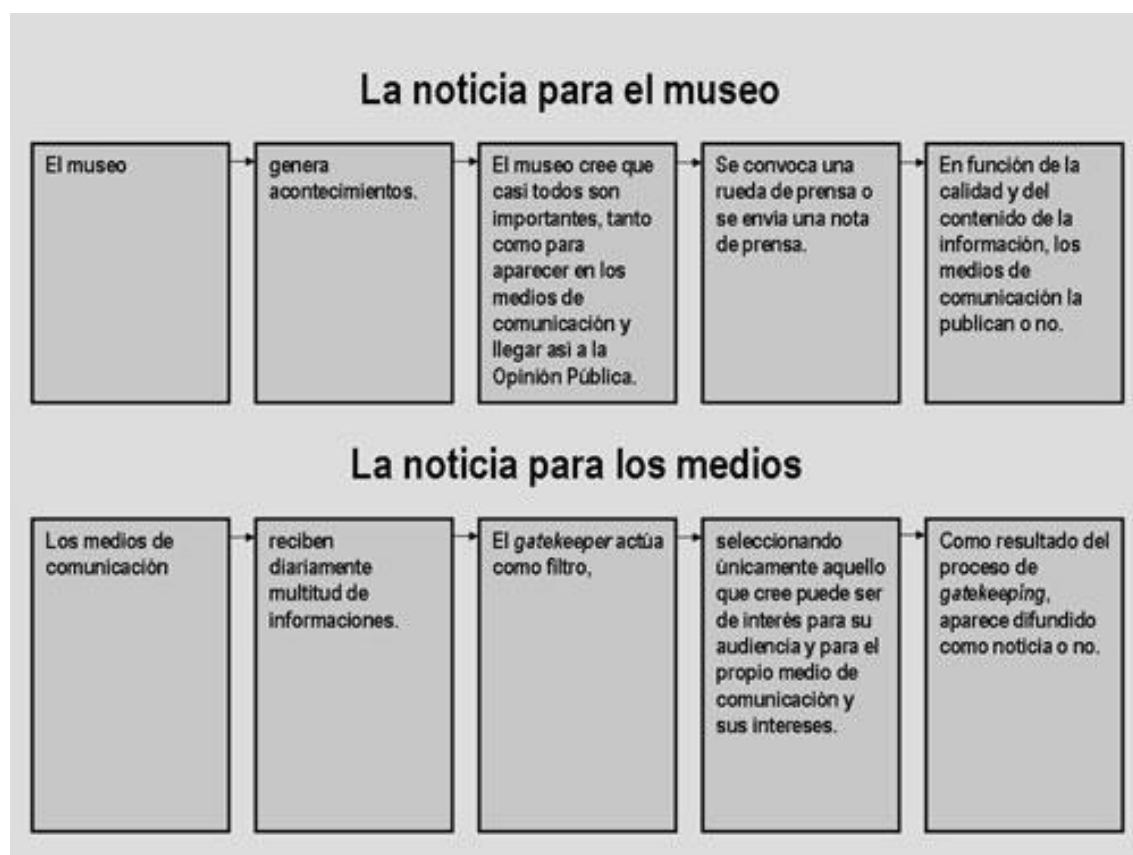 La noticia para el museo
El museo
genera
acontecimientos.
El museo cree que
casi todos son
importantes, tanto
como para
aparecer en los
medios de
comunicación y
llegar así a la
Opinión Pública.
Se convoca una
rueda de prensa o
se envia una nota
de prensa.
En función de la
calidad y del
contenido de la
información, los
medios de
comunicación la
publican o no.
La noticia para los medios
Los medios de
comunicación
reciben
diariamente
multitud de
informaciones.
El gatekeeper actúa
como filtro,
seleccionando
únicamente aquello
que cree puede ser
de interés para su
audiencia y para el
propio medio de
comunicación y
sus intereses.
Como resultado del
proceso de
gatekeeping,
aparece difundido
como noticia o no.